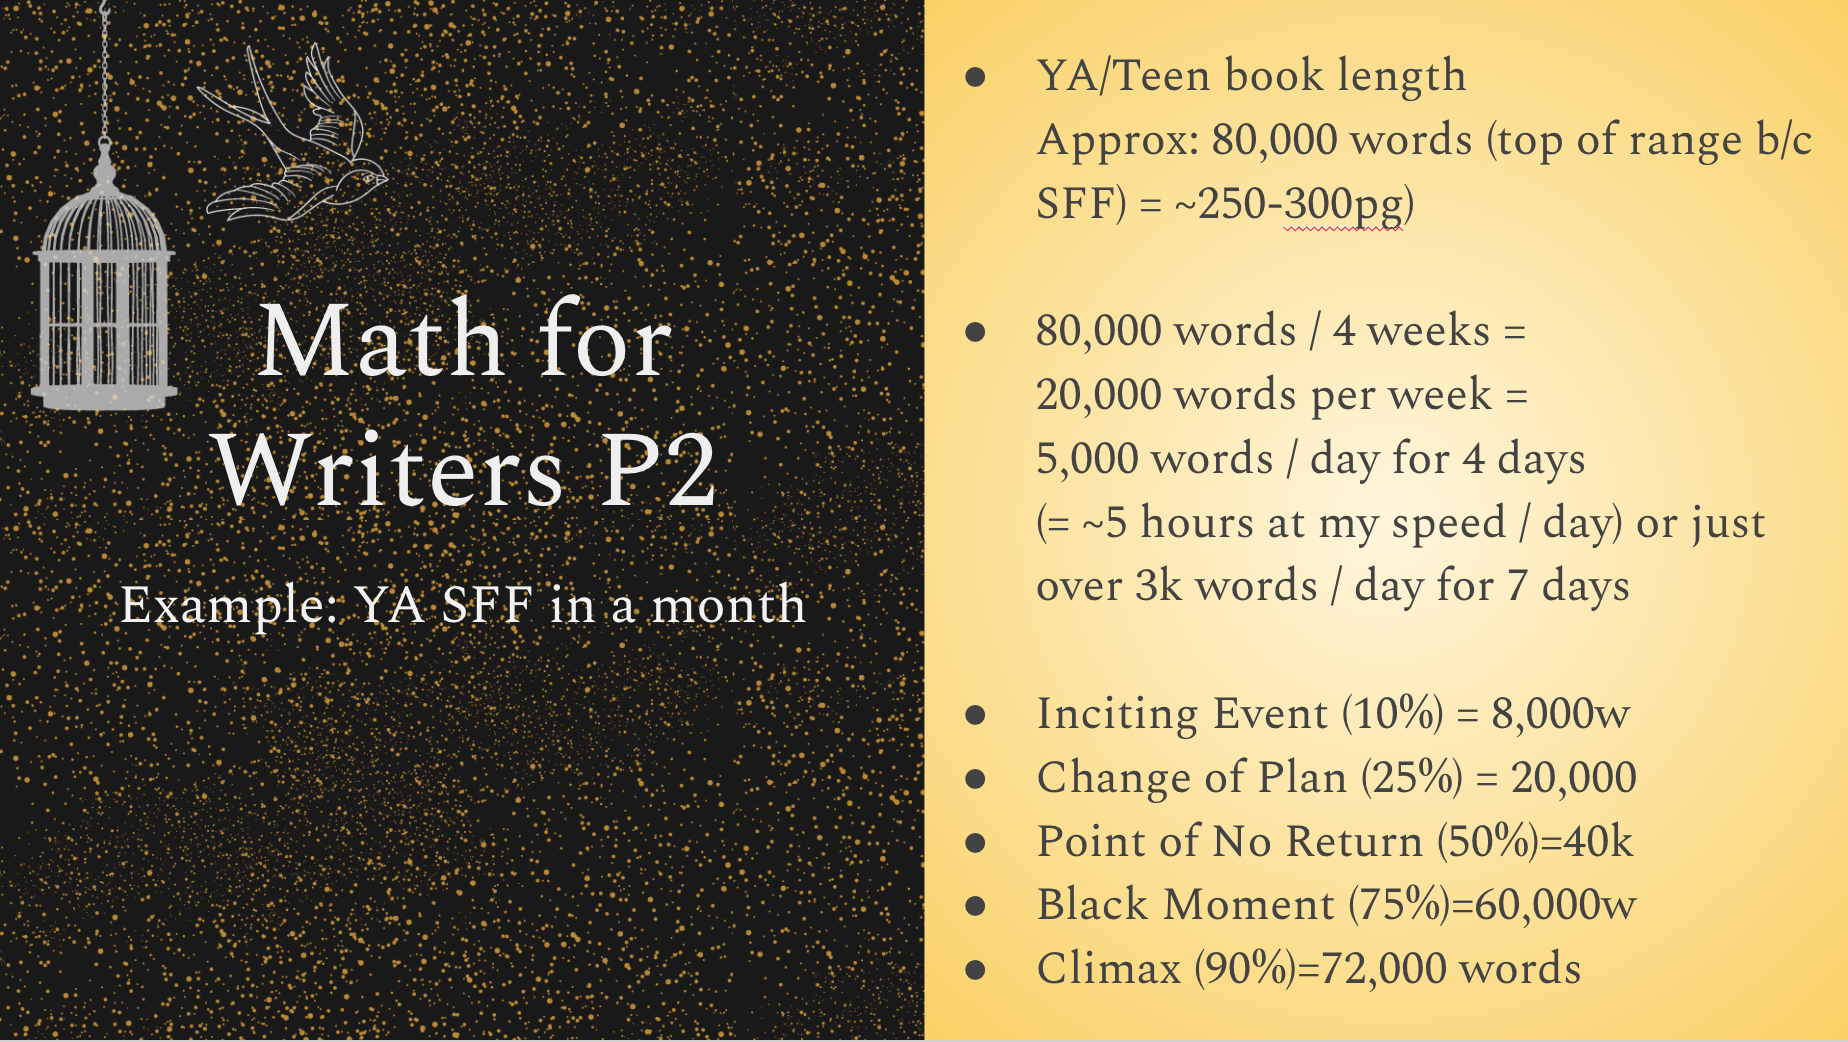 Math for
Writers P2
Example: YA SFF in a month
● YA/Teen book length
Approx: 80,000 words (top of range b/c
SFF) = ~250-300pg)
● 80,000 words / 4 weeks =
20,000 words per week =
5,000 words / day for 4 days
(= ~5 hours at my speed / day) or just
over 3k words / day for 7 days
● Inciting Event (10%) = 8,000w
● Change of Plan (25%) = 20,000
● Point of No Return (50%)=40k
● Black Moment (75%)=60,000w
● Climax (90%)=72,000 words